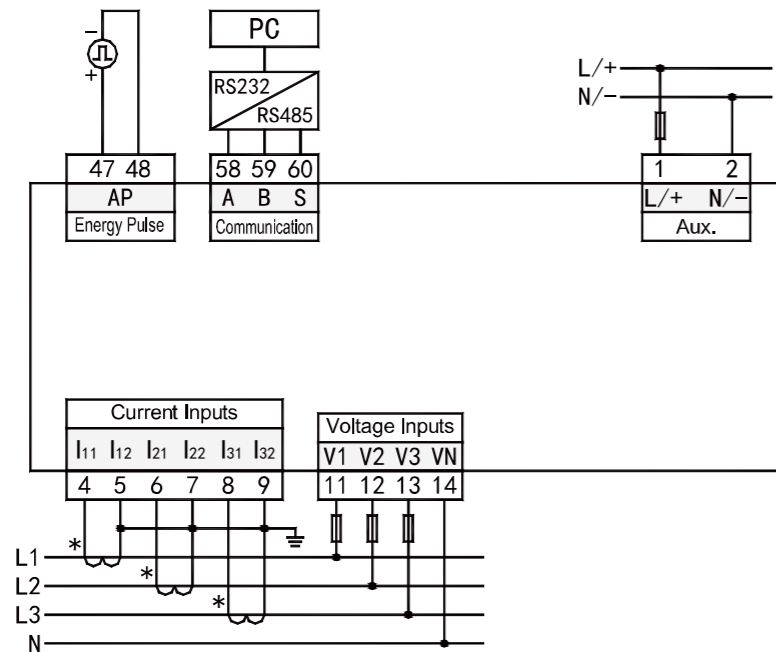 PC
L/+
N/-
RS232
RS485
47 48
58 59 60
1 2
AP
A B S
L/+ N/-
Energy Pulse
Communication
Aux.
Current Inputs
Voltage Inputs
I11 I12 I21 I22 I31 I32
V1 V2 V3 VN
4 5 6 7 8 9
11 12 13 14
*
L1
*
L2
*
L3
N